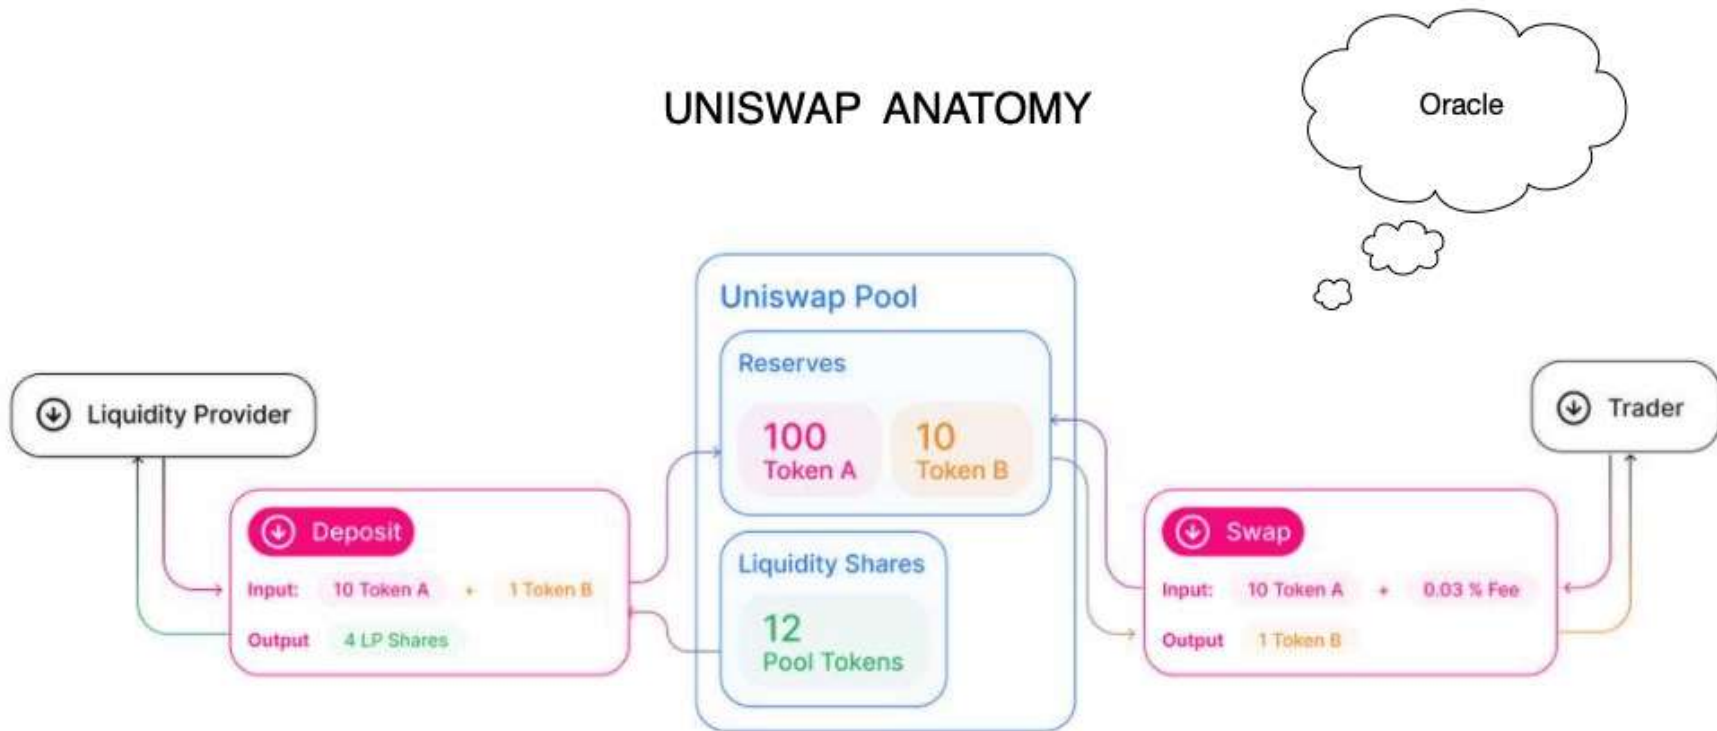 UNISWAP ANATOMY
Oracle
Uniswap Pool
Reserves
100
Token A
10
Token B
Liquidity Shares
12
Pool Tokens
Liquidity Provider
Deposit
Input: 10 Token A + 1 Token B
Output 4 LP Shares
Trader
Swap
Input: 10 Token A + 0.03 % Fee
Output 1 Token B